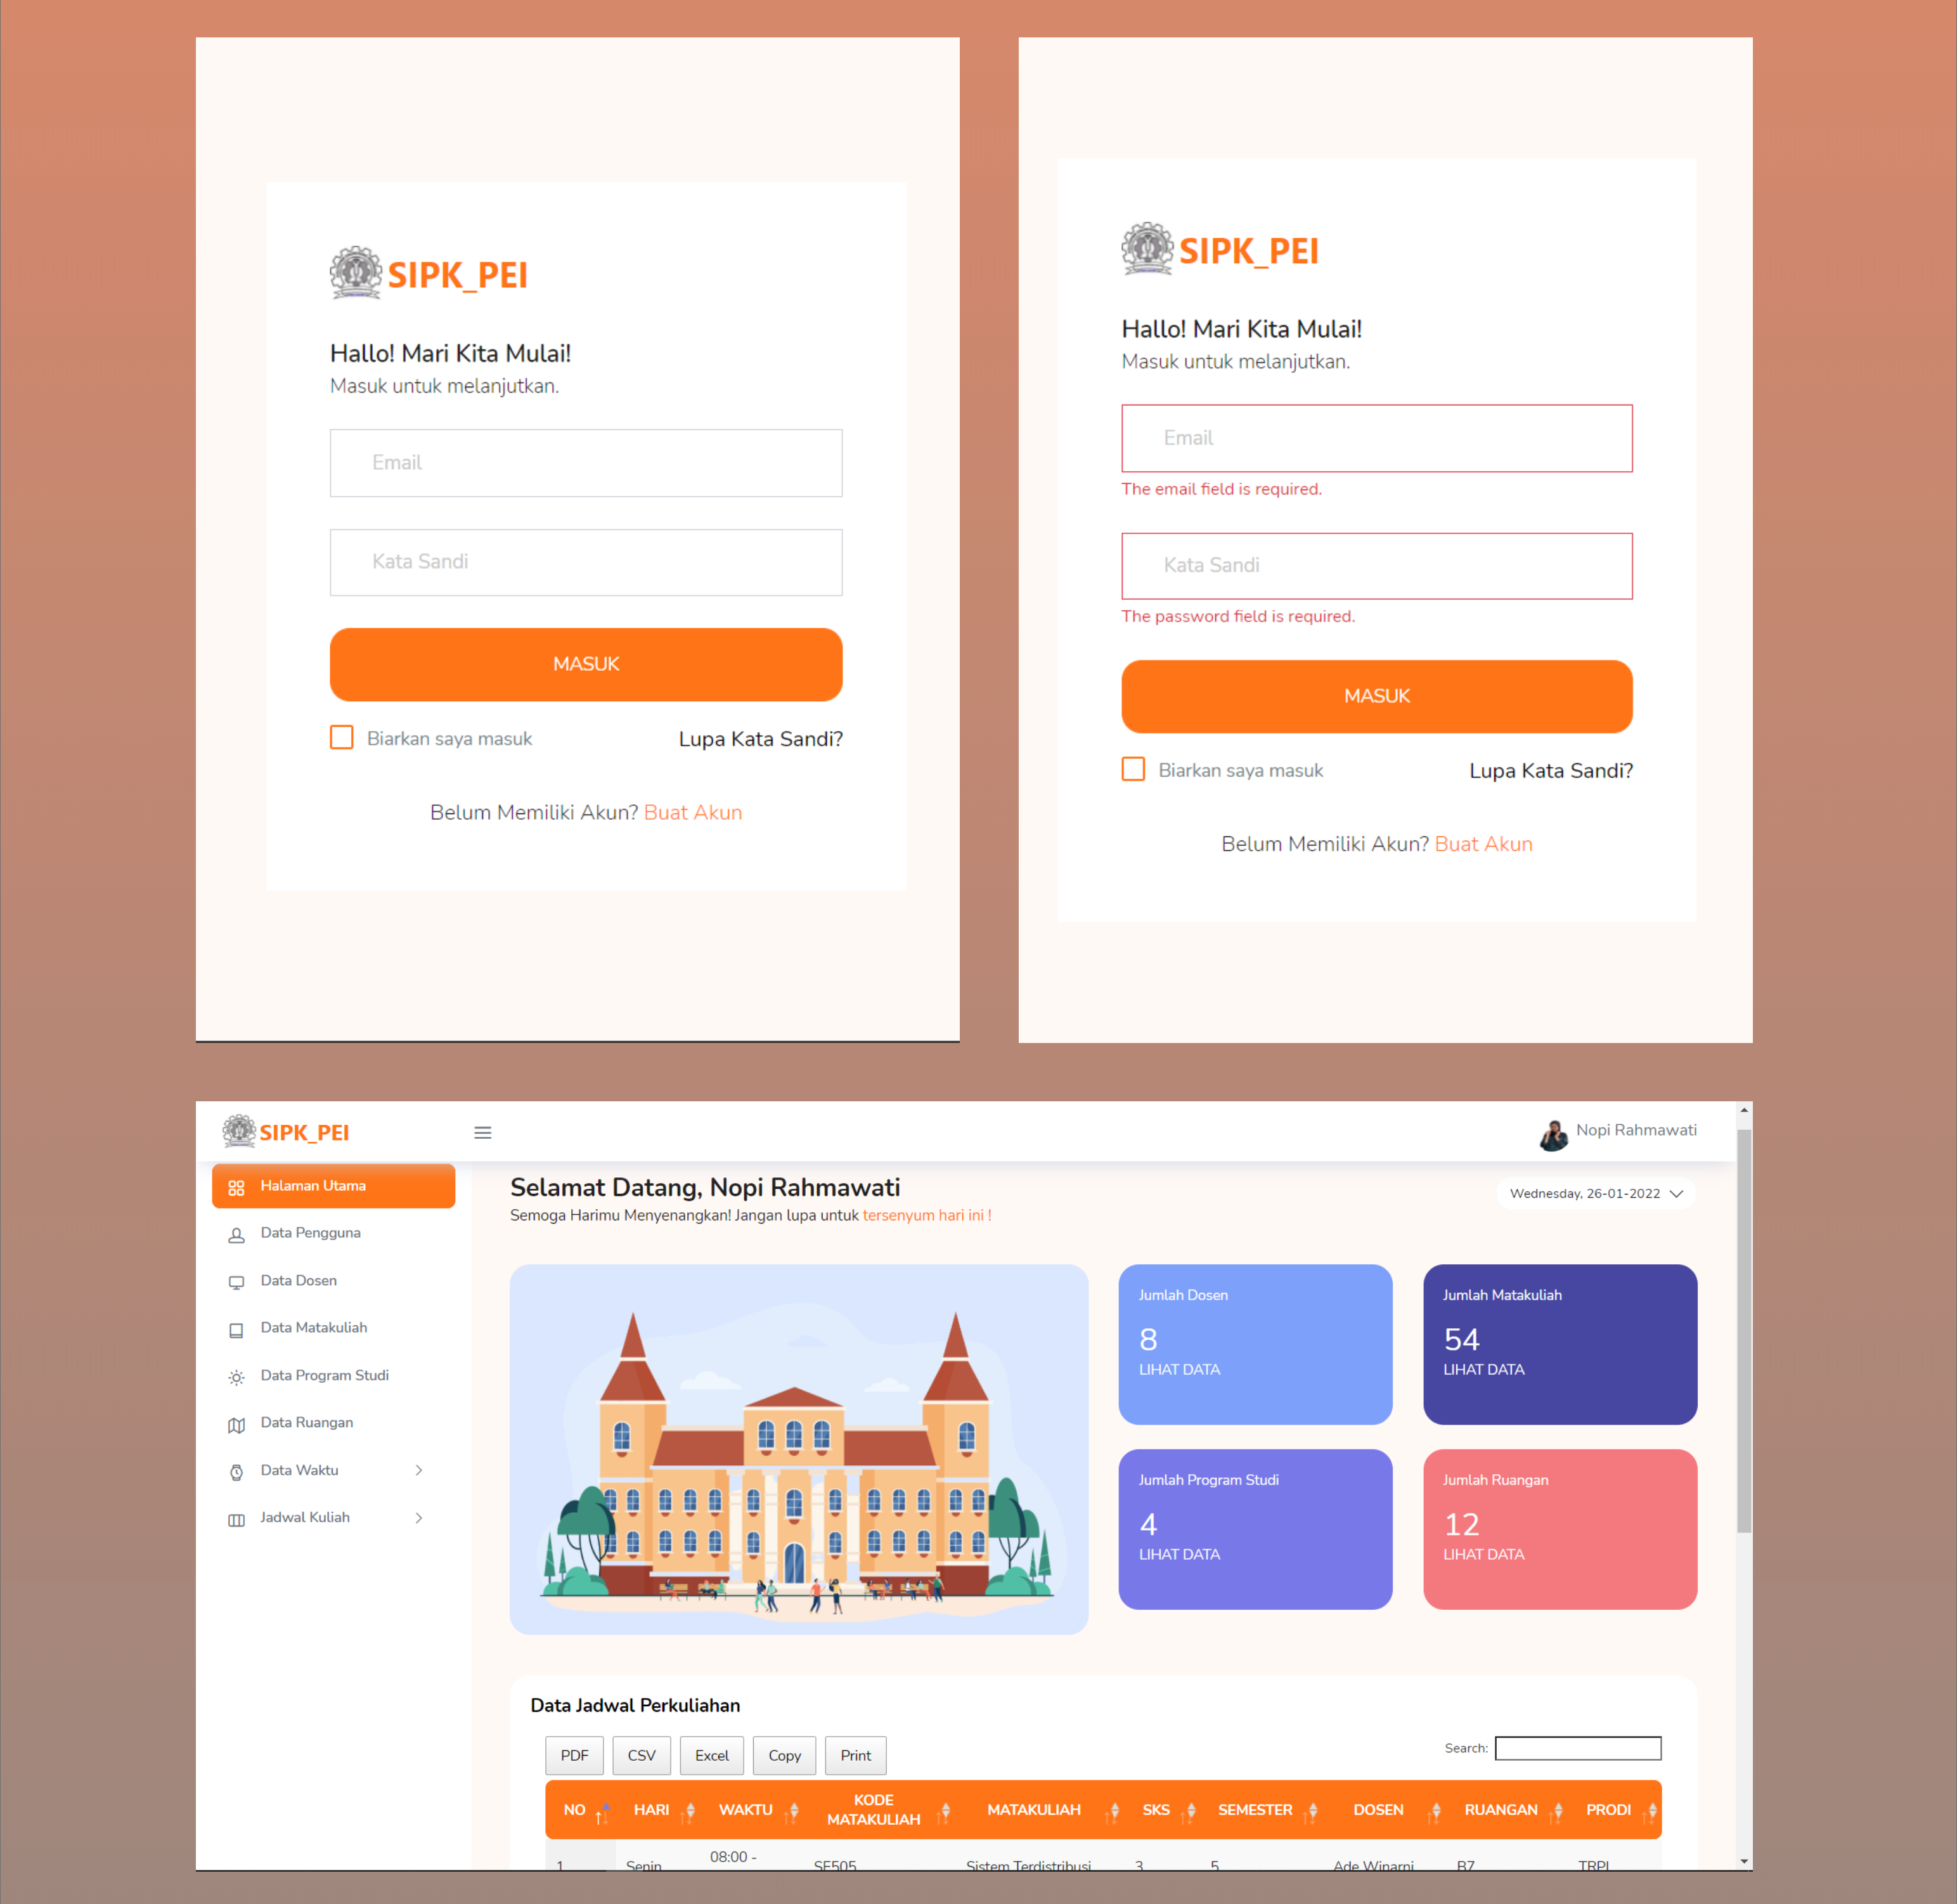 SIPK_PEI
Hallo! Mari Kita Mulai!
Masuk untuk melanjutkan.
Email
Kata Sandi
MASUK
Biarkan saya masuk
Lupa Kata Sandi?
Belum Memiliki Akun? Buat Akun
SIPK_PEI
Hallo! Mari Kita Mulai!
Masuk untuk melanjutkan.
Email
The email field is required.
Kata Sandi
The password field is required.
MASUK
Biarkan saya masuk
Lupa Kata Sandi?
Belum Memiliki Akun? Buat Akun
SIPK_PEI
Nopi Rahmawati
Halaman Utama
Data Pengguna
Data Dosen
Data Matakuliah
Data Program Studi
Data Ruangan
Data Waktu
Jadwal Kuliah
Selamat Datang, Nopi Rahmawati
Semoga Harimu Menyenangkan! Jangan lupa untuk tersenyum hari ini !
Wednesday, 26-01-2022
Jumlah Dosen
8
LIHAT DATA
Jumlah Matakuliah
54
LIHAT DATA
Jumlah Program Studi
4
LIHAT DATA
Jumlah Ruangan
12
LIHAT DATA
Data Jadwal Perkuliahan
PDF CSV Excel Copy Print
Search:
NO HARI WAKTU KODE MATAKULIAH MATAKULIAH SKS SEMESTER DOSEN RUANGAN PRODI
1 Senin 08:00 - SE505 Sistem Terdistribusi 3 5 Ade Winarni B7 TRPL